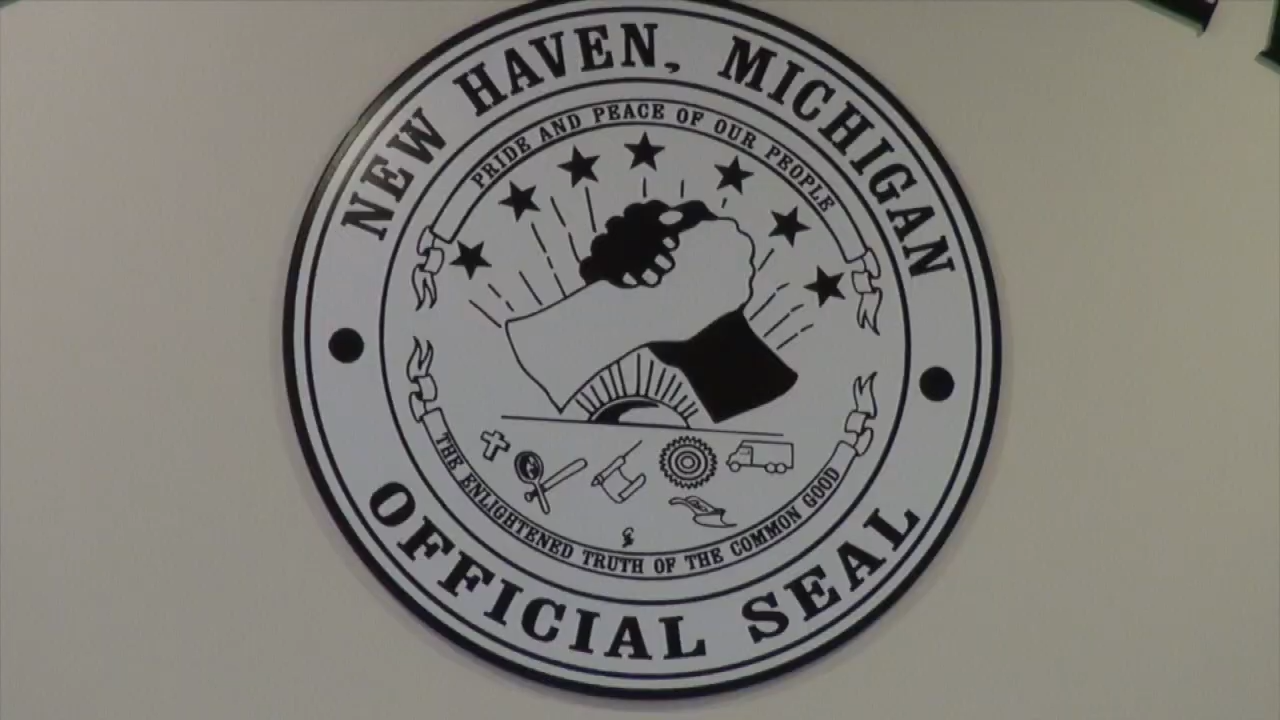 NEW HAVEN, MICHIGAN
PRIDE AND PEACE OF OUR PEOPLE
THE ENLIGHTENED TRUTH OF THE COMMON GOOD
OFFICIAL SEAL